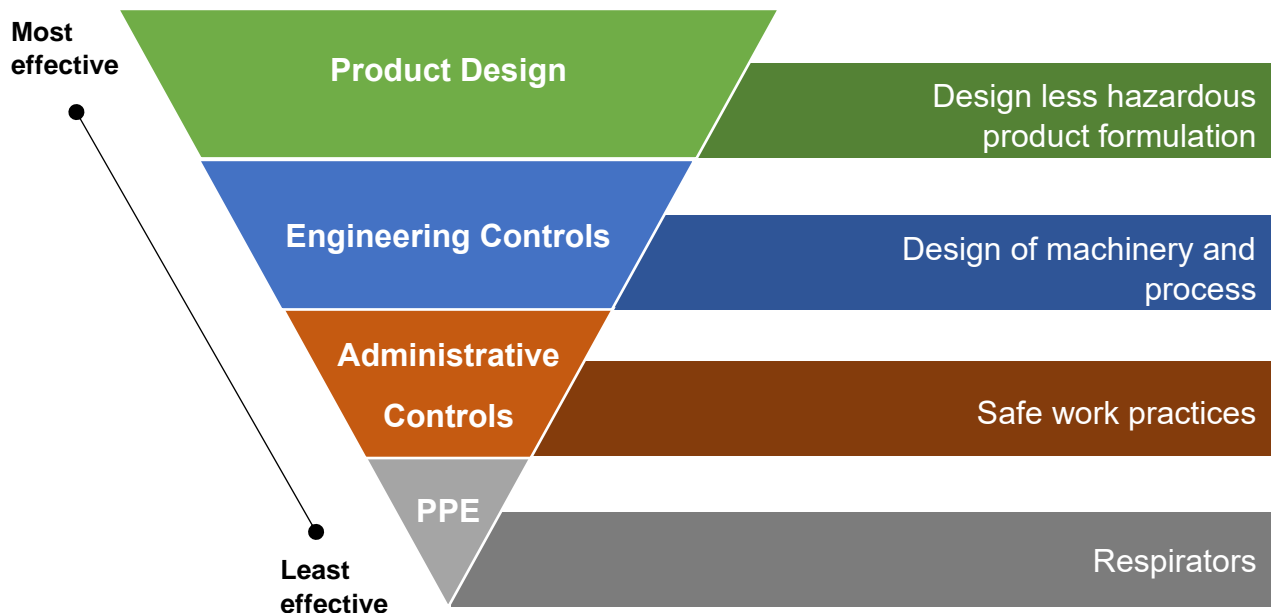 Most
effective
Product Design
Design less hazardous
product formulation
Engineering Controls
Design of machinery and
process
Administrative
Controls
Safe work practices
PPE
Respirators
Least
effective